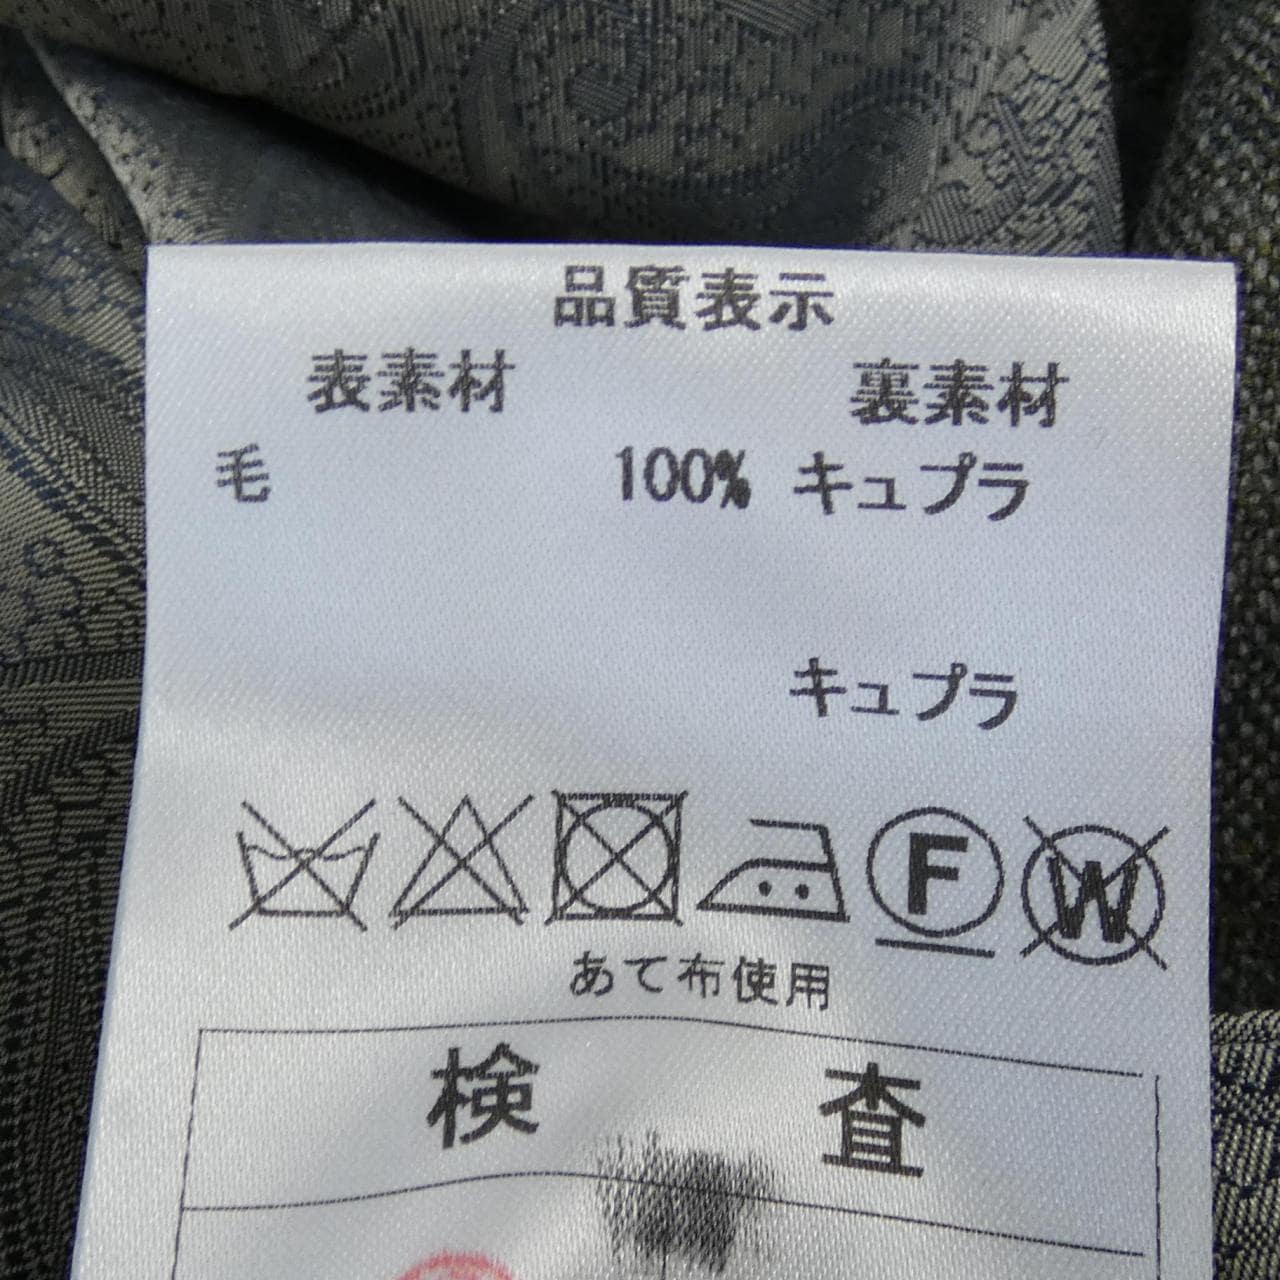 品質表示
表素材 裏素材
毛 100% キュプラ
キュプラ
F W
あて布使用
検 査